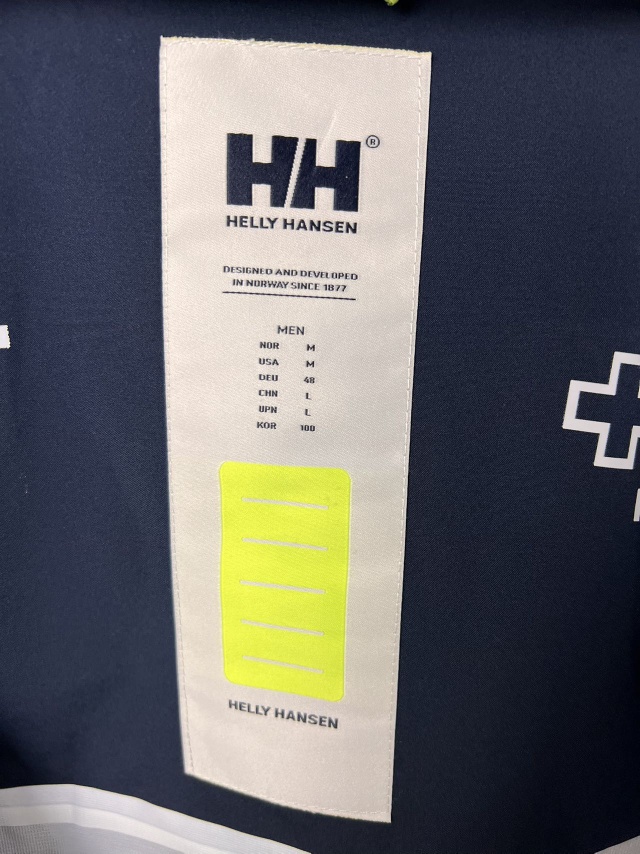 HH®
HELLY HANSEN
DESIGNED AND DEVELOPED
IN NORWAY SINCE 1877
MEN
NOR M
USA M
DEU 48
CHN L
UPN L
KOR 100
HELLY HANSEN